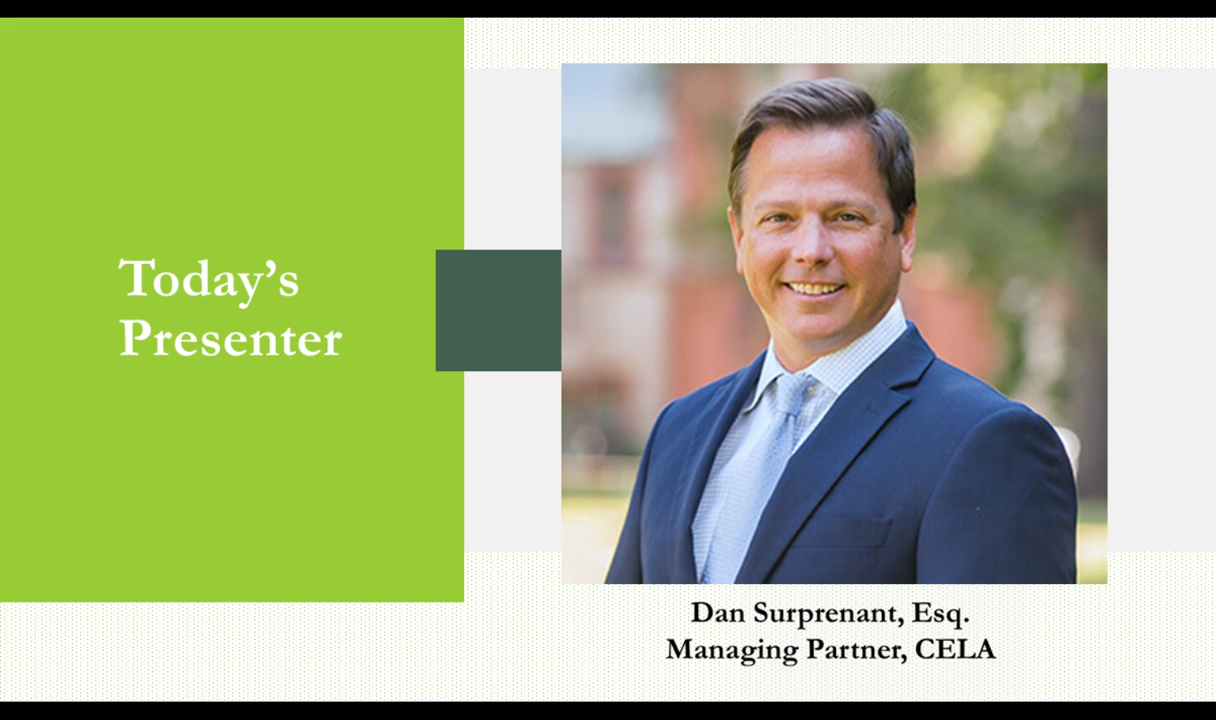 Today’s
Presenter
Dan Surprenant, Esq.
Managing Partner, CELA